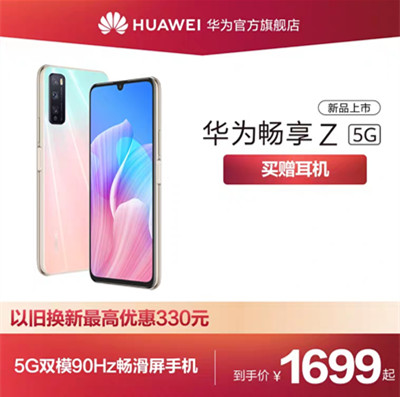 HUAWEI 华为官方旗舰店
新品上市
华为畅享Z 5G
买赠耳机
以旧换新最高优惠330元
5G双模90Hz畅滑屏手机
到手价 ¥1699起